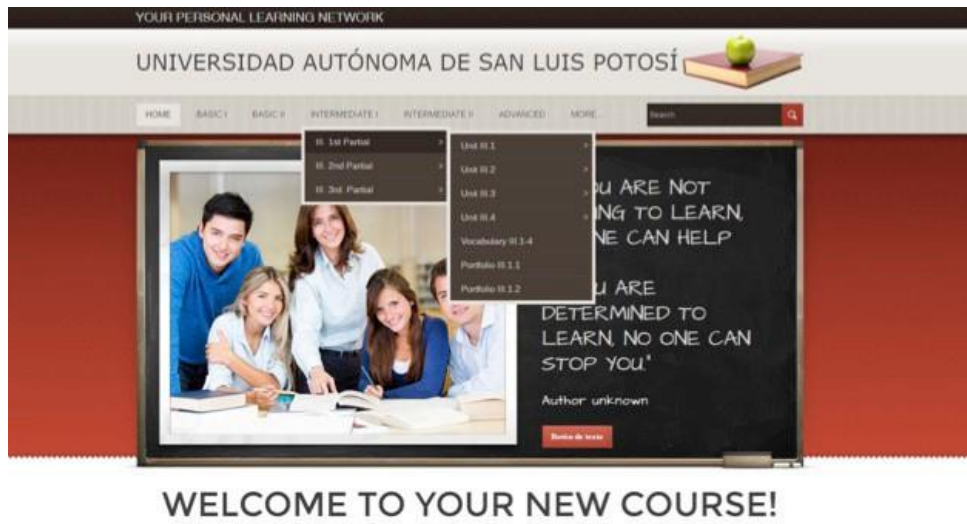 YOUR PERSONAL LEARNING NETWORK
UNIVERSIDAD AUTÓNOMA DE SAN LUIS POTOSÍ
HOME BASIC I BASIC II INTERMEDIATE I INTERMEDIATE II ADVANCED MORE...
Search
III. 1st Partial >
III. 2nd Partial >
III. 3rd Partial >
Unit III.1 >
Unit III.2 >
Unit III.3 >
Unit III.4 >
Vocabulary III.1-4
Portfolio III.1.1
Portfolio III.1.2
U ARE NOT
NG TO LEARN,
NE CAN HELP
U ARE
DETERMINED TO
LEARN, NO ONE CAN
STOP YOU."
Author unknown
Botón de texto
WELCOME TO YOUR NEW COURSE!